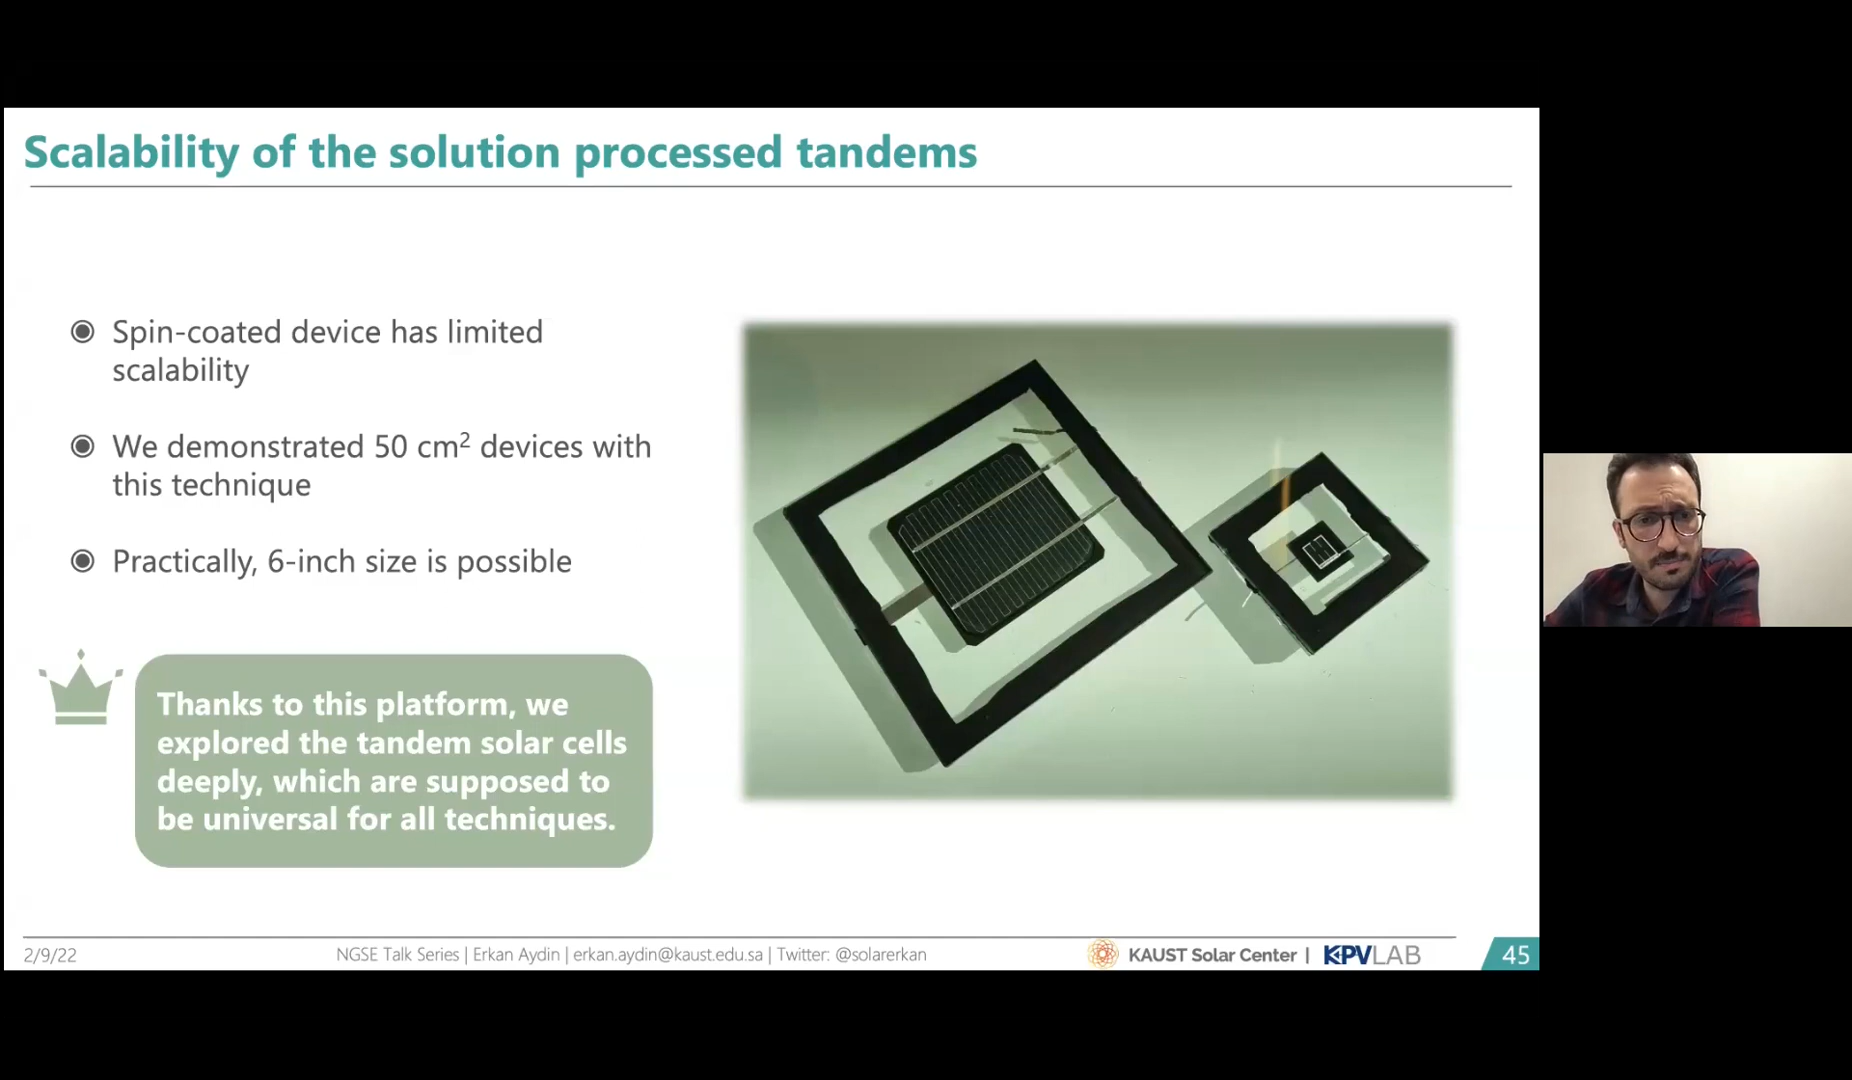 Scalability of the solution processed tandems
Spin-coated device has limited
scalability
We demonstrated 50 cm² devices with
this technique
Practically, 6-inch size is possible
Thanks to this platform, we
explored the tandem solar cells
deeply, which are supposed to
be universal for all techniques.
2/9/22
NGSE Talk Series | Erkan Aydin | erkan.aydin@kaust.edu.sa | Twitter: @solarerkan
KAUST Solar Center | KPVLAB
45